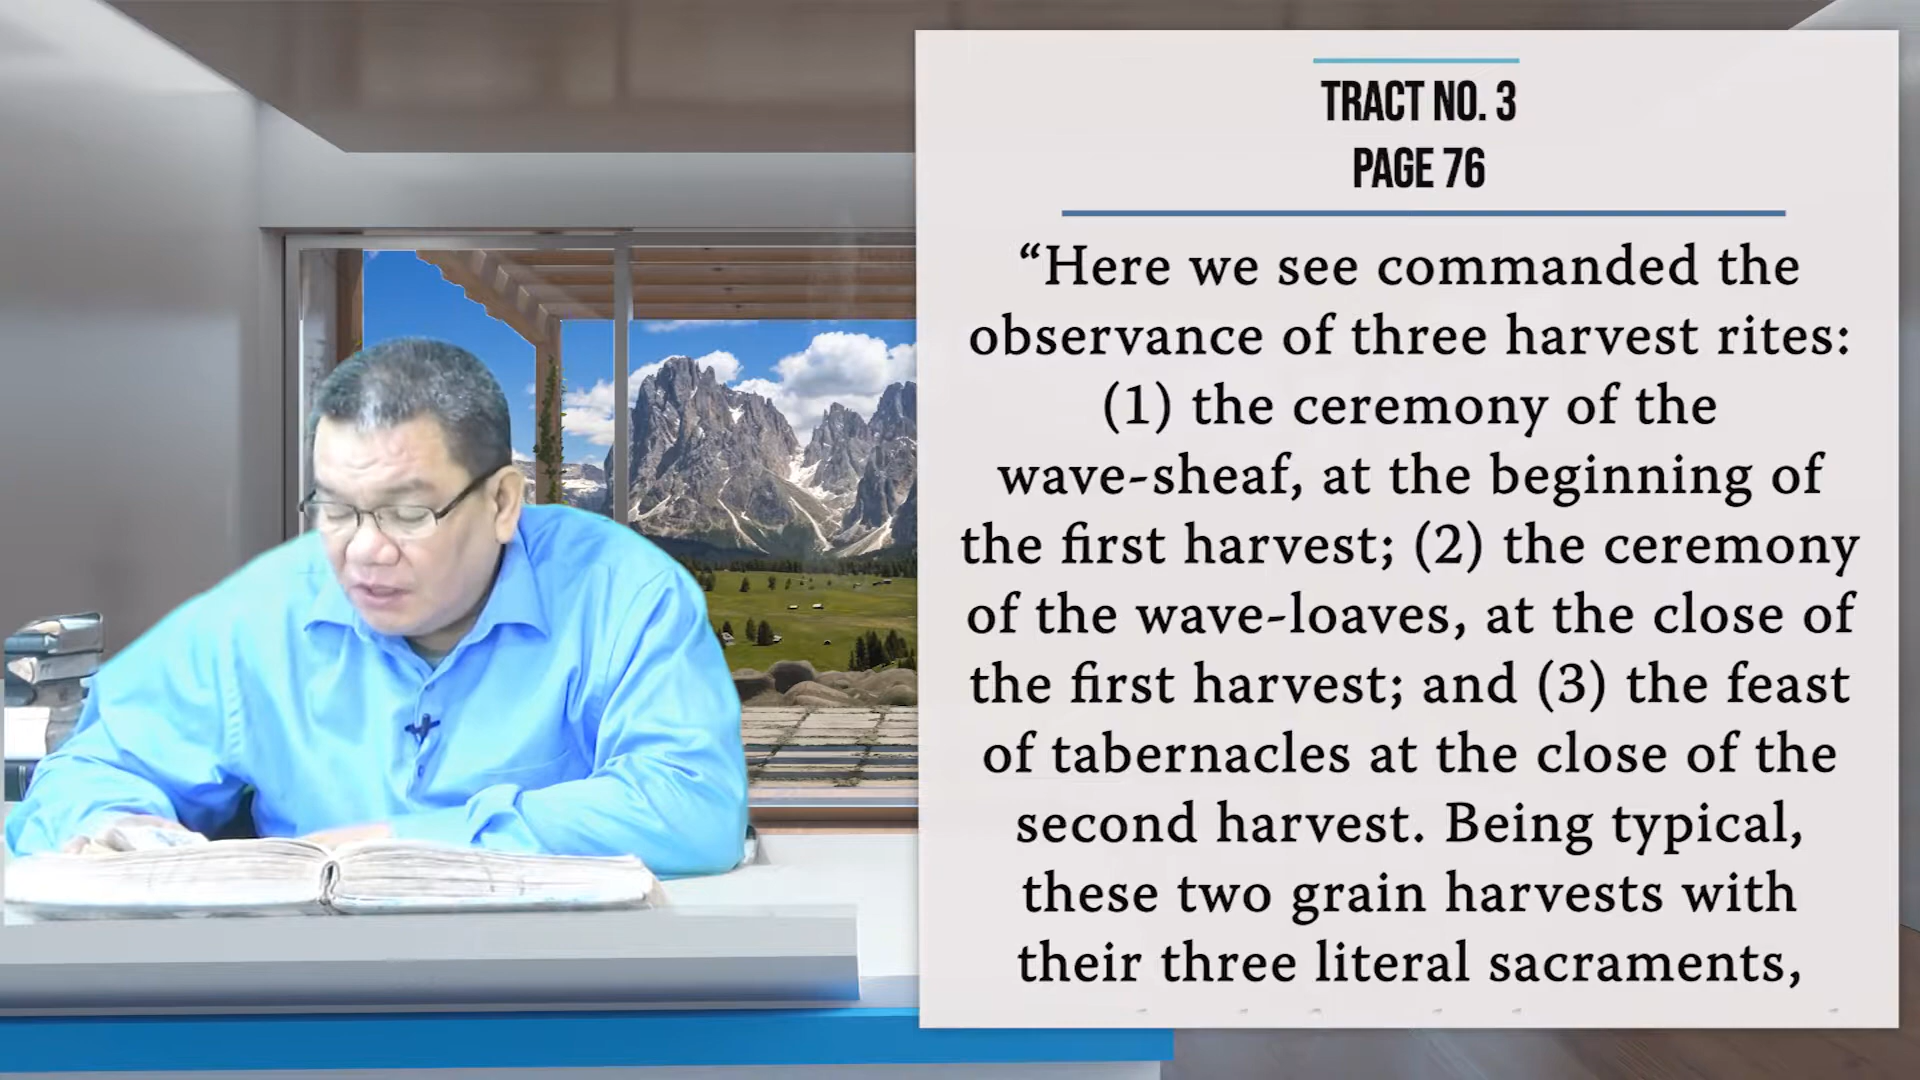 TRACT NO. 3
PAGE 76
“Here we see commanded the
observance of three harvest rites:
(1) the ceremony of the
wave-sheaf, at the beginning of
the first harvest; (2) the ceremony
of the wave-loaves, at the close of
the first harvest; and (3) the feast
of tabernacles at the close of the
second harvest. Being typical,
these two grain harvests with
their three literal sacraments,